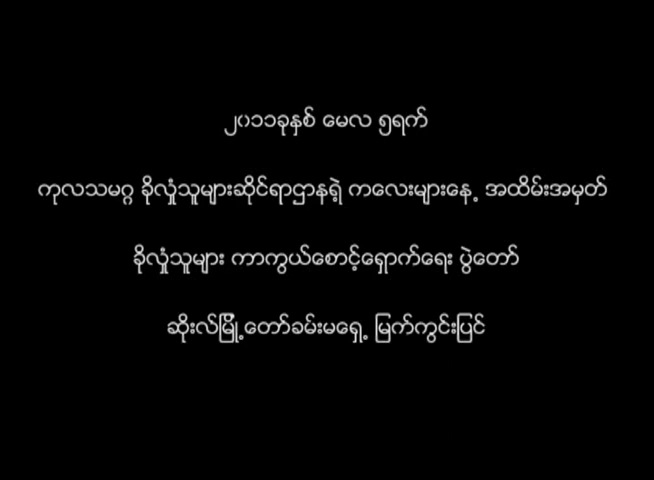 ၂၀၁၁ခုနှစ် မေလ ၅ရက်
ကုလသမဂ္ဂ ခိုလှုံသူများဆိုင်ရာဌာနရဲ့ ကလေးများနေ့ အထိမ်းအမှတ်
ခိုလှုံသူများ ကာကွယ်စောင့်ရှောက်ရေး ပွဲတော်
ဆိုးလ်မြို့တော်ခမ်းမရှေ့ မြက်ကွင်းပြင်